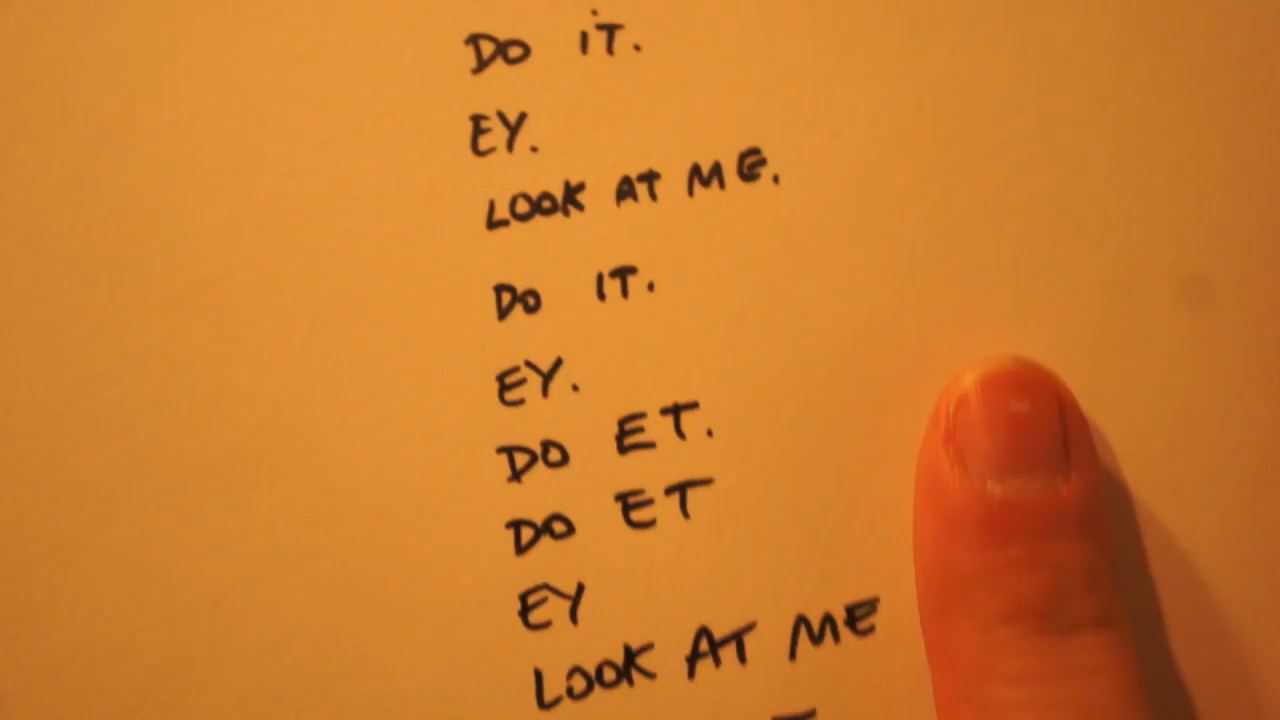 DO iT.
EY.
LOOK AT ME.
DO IT.
EY.
DO ET.
DO ET
EY
LOOK AT ME